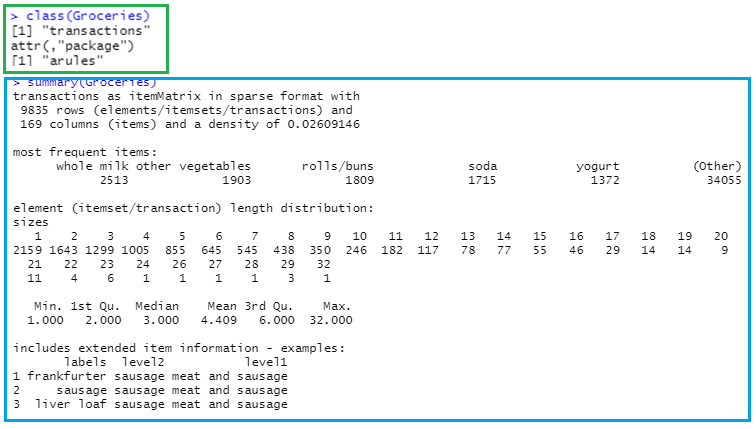 > class(Groceries)
[1] "transactions"
attr(,"package")
[1] "arules"
> summary(Groceries)
transactions as itemMatrix in sparse format with
 9835 rows (elements/itemsets/transactions) and
 169 columns (items) and a density of 0.02609146
most frequent items:
whole milk other vegetables rolls/buns soda yogurt (Other)
2513 1903 1809 1715 1372 34055
element (itemset/transaction) length distribution:
sizes
1 2 3 4 5 6 7 8 9 10 11 12 13 14 15 16 17 18 19 20
2159 1643 1299 1005 855 645 545 438 350 246 182 117 78 77 55 46 29 14 14 9
21 22 23 24 26 27 28 29 32
11 4 6 1 1 1 1 3 1
Min. 1st Qu. Median Mean 3rd Qu. Max.
1.000 2.000 3.000 4.409 6.000 32.000
includes extended item information - examples:
labels level2 level1
1 frankfurter sausage meat and sausage
2 sausage sausage meat and sausage
3 liver loaf sausage meat and sausage